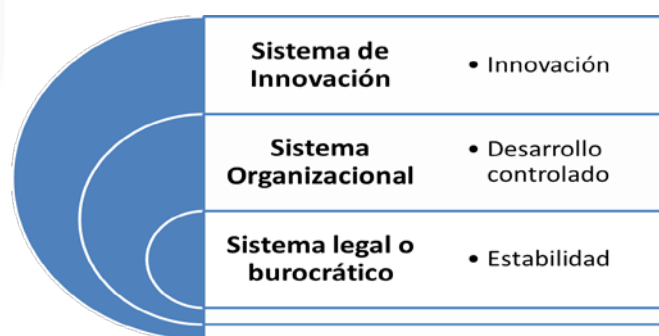 Sistema de
Innovación
• Innovación
Sistema
Organizacional
• Desarrollo
controlado
Sistema legal o
burocrático
• Estabilidad